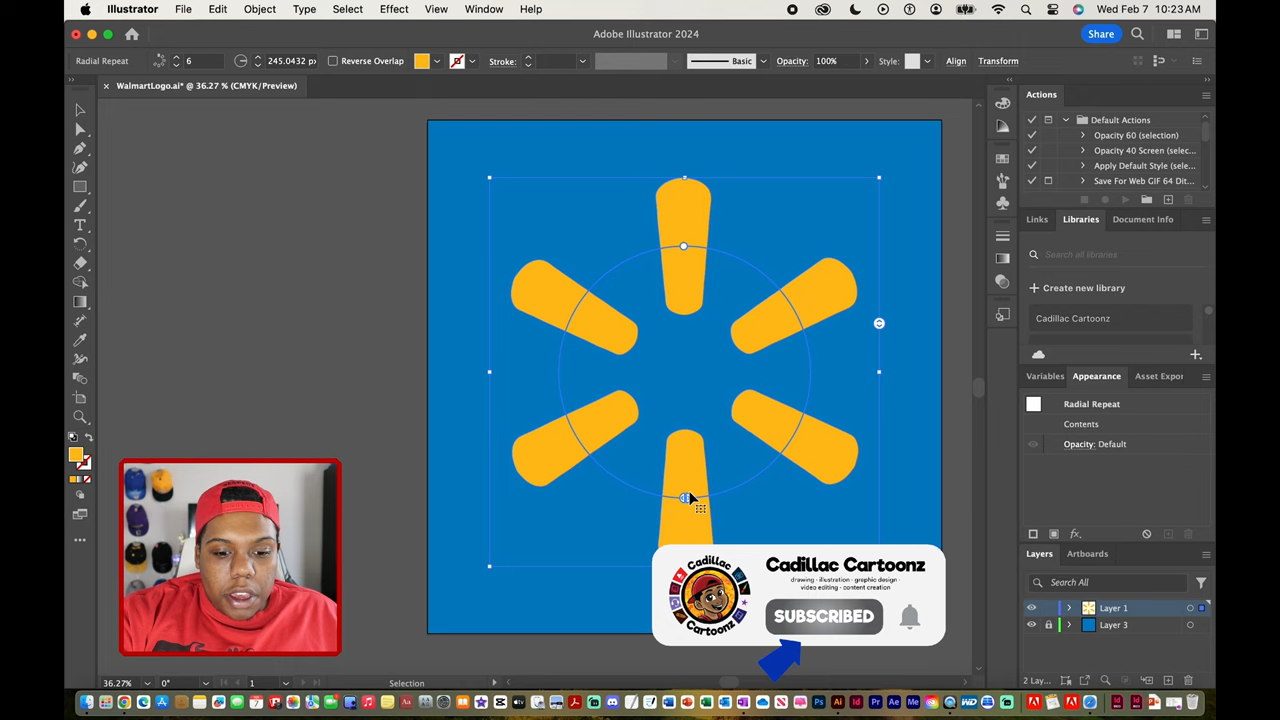 Illustrator File Edit Object Type Select Effect View Window Help Wed Feb 7 10:23 AM
Adobe Illustrator 2024
Share
Radial Repeat 6 245.0432 px Reverse Overlap Stroke: Basic Opacity: 100% Style: Align Transform
× WalmartLogo.ai* @ 36.27 % (CMYK/Preview)
Actions
Default Actions
Opacity 60 (selection)
Opacity 40 Screen (selec...
Apply Default Style (sele...
Save For Web GIF 64 Dit...
Links Libraries Document Info
Search all libraries
Create new library
Cadillac Cartoonz
Variables Appearance Asset Expor
Radial Repeat
Contents
Opacity: Default
fx
Layers Artboards
Search All
Layer 1
Layer 3
2 Lay...
Cadillac
Cartoonz
Cadillac Cartoonz
drawing · illustration · graphic design ·
video editing · content creation
SUBSCRIBED
36.27% 0° 1 Selection